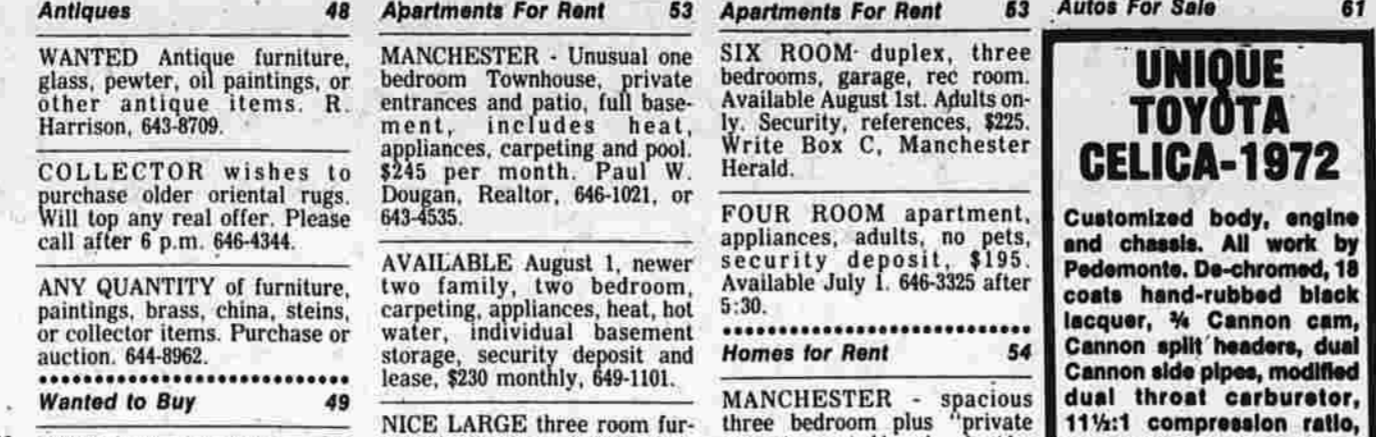 Antiques 48
WANTED Antique furniture,
glass, pewter, oil paintings, or
other antique items. R.
Harrison, 643-8709.
COLLECTOR wishes to
purchase older oriental rugs.
Will top any real offer. Please
call after 6 p.m. 646-4344.
ANY QUANTITY of furniture,
paintings, brass, china, steins,
or collector items. Purchase or
auction. 644-8962.
Wanted to Buy 49
Apartments For Rent 53
MANCHESTER - Unusual one
bedroom Townhouse, private
entrances and patio, full base-
ment, includes heat,
appliances, carpeting and pool.
$245 per month. Paul W.
Dougan, Realtor, 646-1021, or
643-4535.
AVAILABLE August 1, newer
two family, two bedroom,
carpeting, appliances, heat, hot
water, individual basement
storage, security deposit and
lease, $230 monthly, 649-1101.
NICE LARGE three room fur-
Apartments For Rent 53
SIX ROOM duplex, three
bedrooms, garage, rec room.
Available August 1st. Adults on-
ly. Security, references, $225.
Write Box C, Manchester
Herald.
FOUR ROOM apartment,
appliances, adults, no pets,
security deposit, $195.
Available July 1. 646-3325 after
5:30.
Homes for Rent 54
MANCHESTER - spacious
three bedroom plus "private
Autos For Sale 61
UNIQUE
TOYOTA
CELICA-1972
Customized body, engine
and chassis. All work by
Pedemonte. De-chromed, 18
coats hand-rubbed black
lacquer, ¾ Cannon cam,
Cannon split headers, dual
Cannon side pipes, modified
dual throat carburetor,
11½:1 compression ratio,